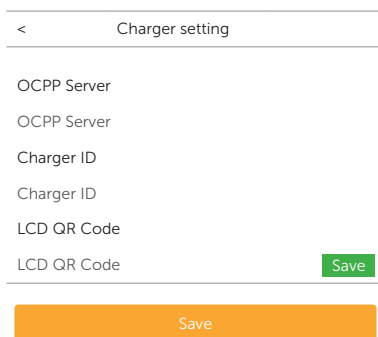 < Charger setting
OCPP Server
OCPP Server
Charger ID
Charger ID
LCD QR Code
LCD QR Code Save
Save